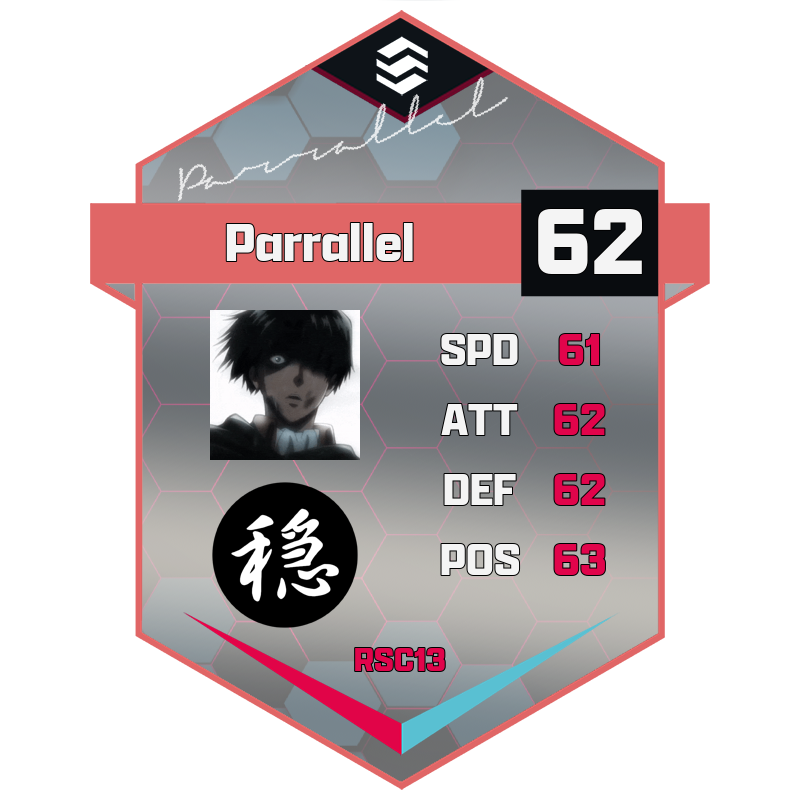 Parrallel
Parrallel
62
SPD 61
ATT 62
DEF 62
POS 63
穏
RSC13